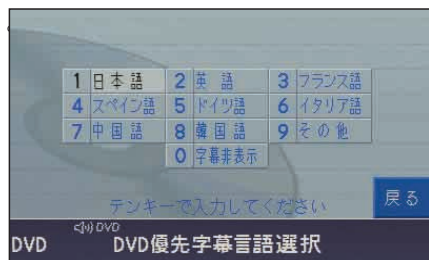 1 日本語 2 英 語 3 フランス語
4 スペイン語 5 ドイツ語 6 イタリア語
7 中国語 8 韓国語 9 その他
0 字幕非表示
テンキーで入力してください
戻る
DVD
DVD DVD優先字幕言語選択